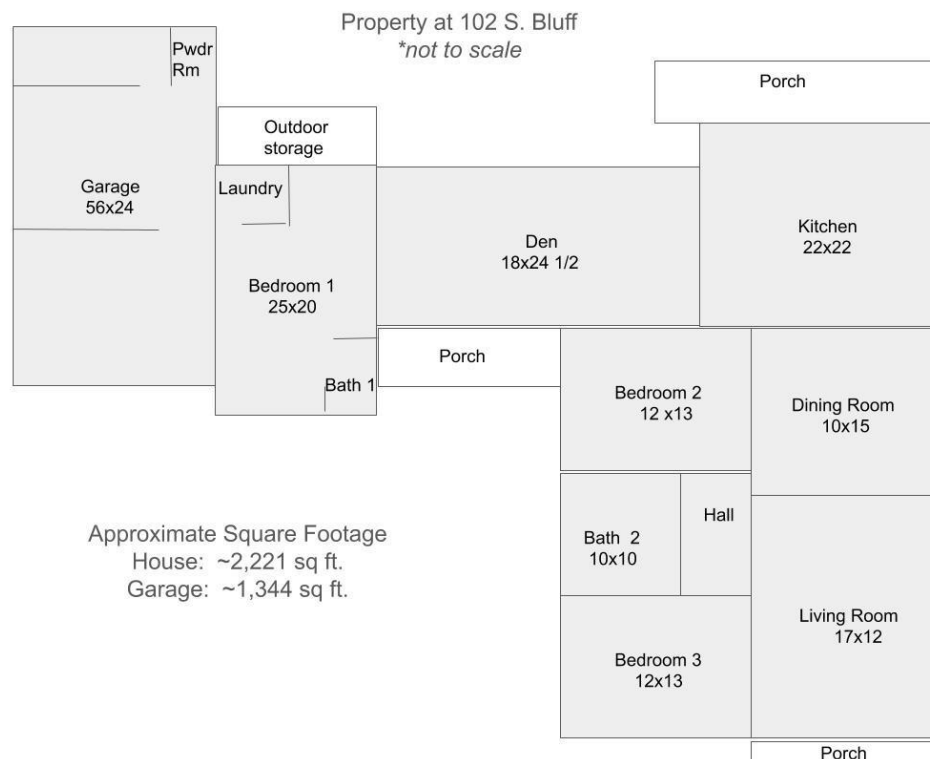 Property at 102 S. Bluff
*not to scale
Pwdr
Rm
Porch
Outdoor
storage
Laundry
Garage
56x24
Den
18x24 1/2
Kitchen
22x22
Bedroom 1
25x20
Porch
Bath 1
Bedroom 2
12 x13
Dining Room
10x15
Approximate Square Footage
House: ~2,221 sq ft.
Garage: ~1,344 sq ft.
Bath 2
10x10
Hall
Living Room
17x12
Bedroom 3
12x13
Porch